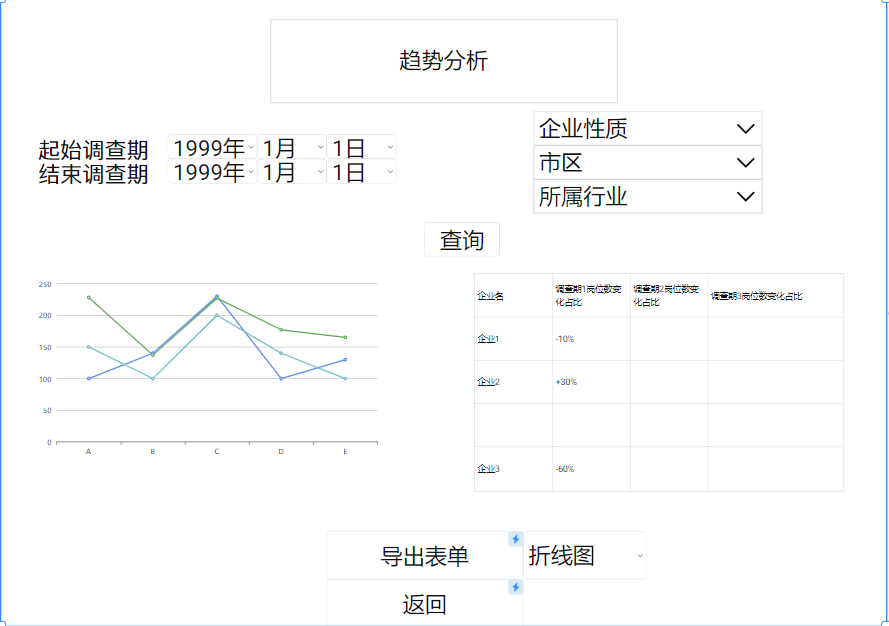 趋势分析
起始调查期 1999年 1月 1日
结束调查期 1999年 1月 1日
企业性质
市区
所属行业
查询
250
200
150
100
50
0
A B C D E
企业名 调查期1岗位数变化占比 调查期2岗位数变化占比 调查期3岗位数变化占比
企业1 -10%
企业2 +30%
企业3 -60%
导出表单 折线图
返回